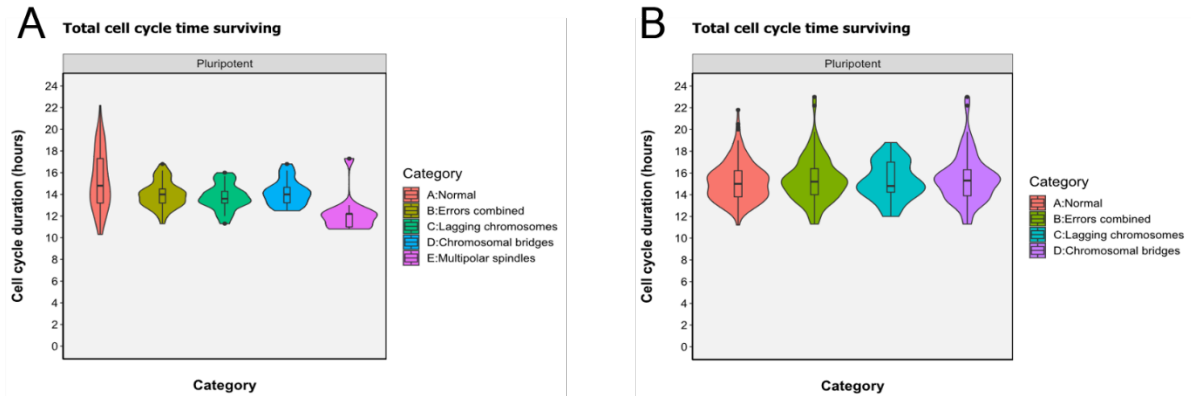 A
Total cell cycle time surviving
Pluripotent
Cell cycle duration (hours)
24
22
20
18
16
14
12
10
8
6
4
2
0
Category
Category
A:Normal
B:Errors combined
C:Lagging chromosomes
D:Chromosomal bridges
E:Multipolar spindles
B
Total cell cycle time surviving
Pluripotent
Cell cycle duration (hours)
24
22
20
18
16
14
12
10
8
6
4
2
0
Category
Category
A:Normal
B:Errors combined
C:Lagging chromosomes
D:Chromosomal bridges